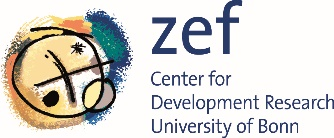 zef
Center for
Development Research
University of Bonn